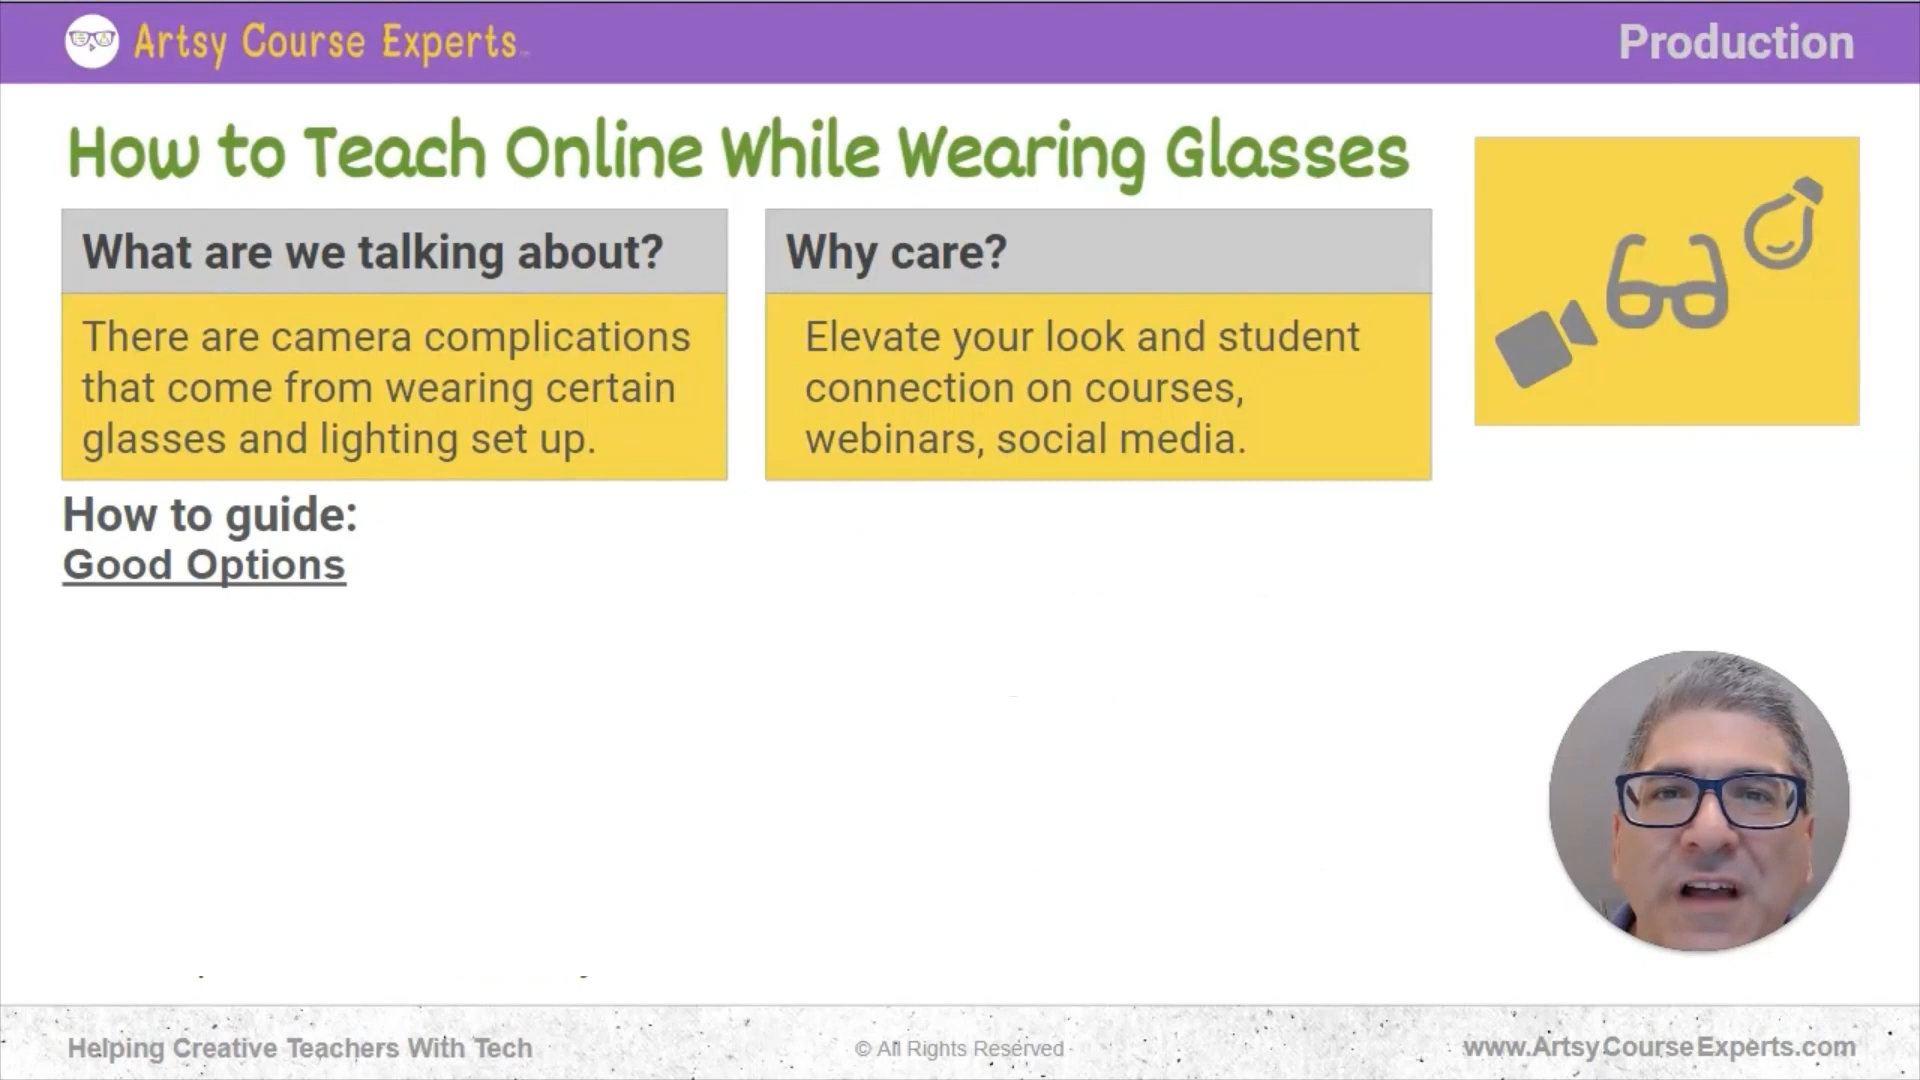 Artsy Course Experts
Production
How to Teach Online While Wearing Glasses
What are we talking about?
There are camera complications
that come from wearing certain
glasses and lighting set up.
Why care?
Elevate your look and student
connection on courses,
webinars, social media.
How to guide:
Good Options
Helping Creative Teachers With Tech
© All Rights Reserved
www.ArtsyCourseExperts.com